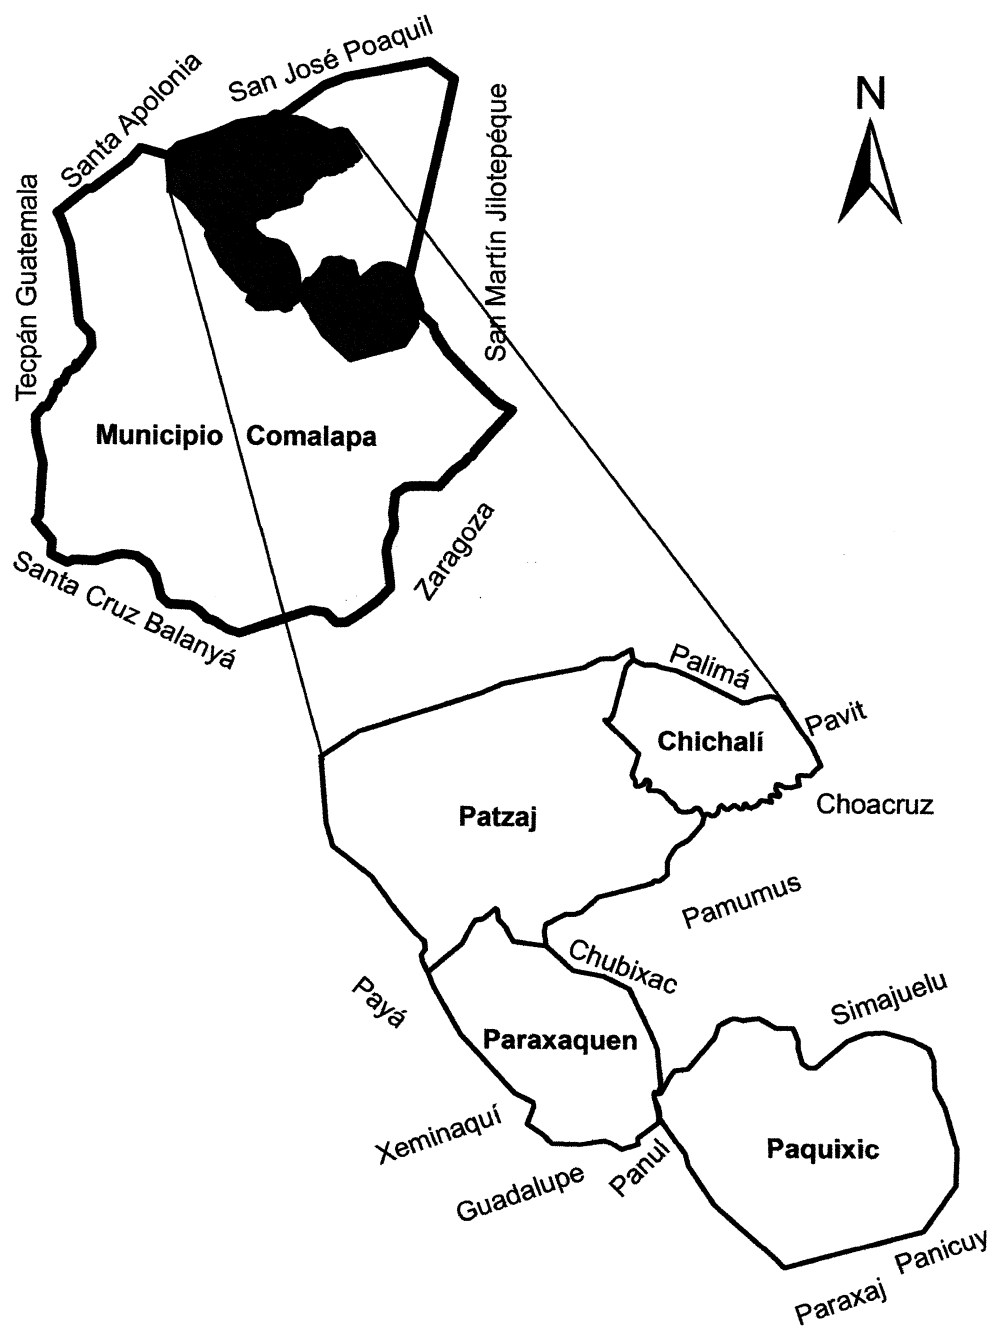 San José Poaquil
Santa Apolonia
N
San Martín Jilotepéque
Tecpán Guatemala
Municipio Comalapa
Zaragoza
Santa Cruz Balanyá
Palimá
Pavit
Chichalí
Choacruz
Patzaj
Pamumus
Chubixac
Payá
Simajuelu
Paraxaquen
Xeminaquí
Paquixic
Guadalupe
Panul
Panicuy
Paraxaj